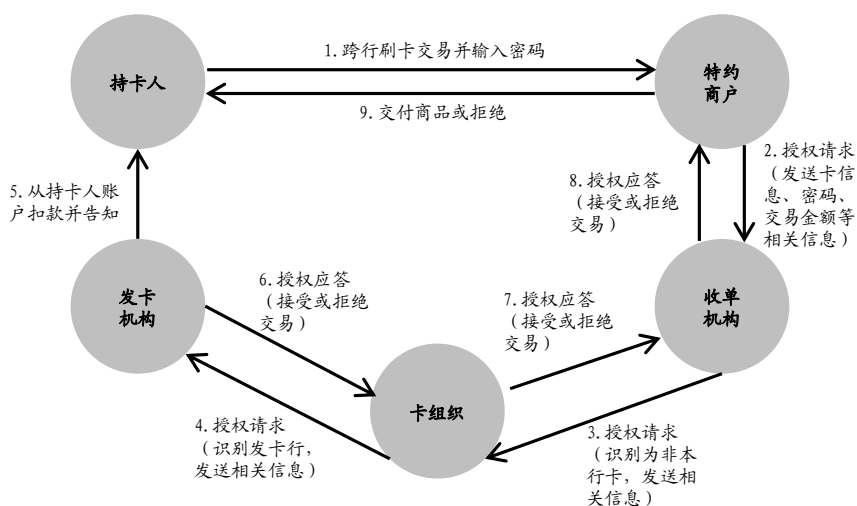 1.跨行刷卡交易并输入密码
持卡人
特约
商户
9.交付商品或拒绝
2.授权请求
（发送卡信
息、密码、
交易金额等
相关信息）
8.授权应答
（接受或拒绝
交易）
5.从持卡人账
户扣款并告知
发卡
机构
6.授权应答
（接受或拒绝
交易）
7.授权应答
（接受或拒绝
交易）
收单
机构
卡组织
4.授权请求
（识别发卡行，
发送相关信息）
3.授权请求
（识别为非本
行卡，发送相
关信息）